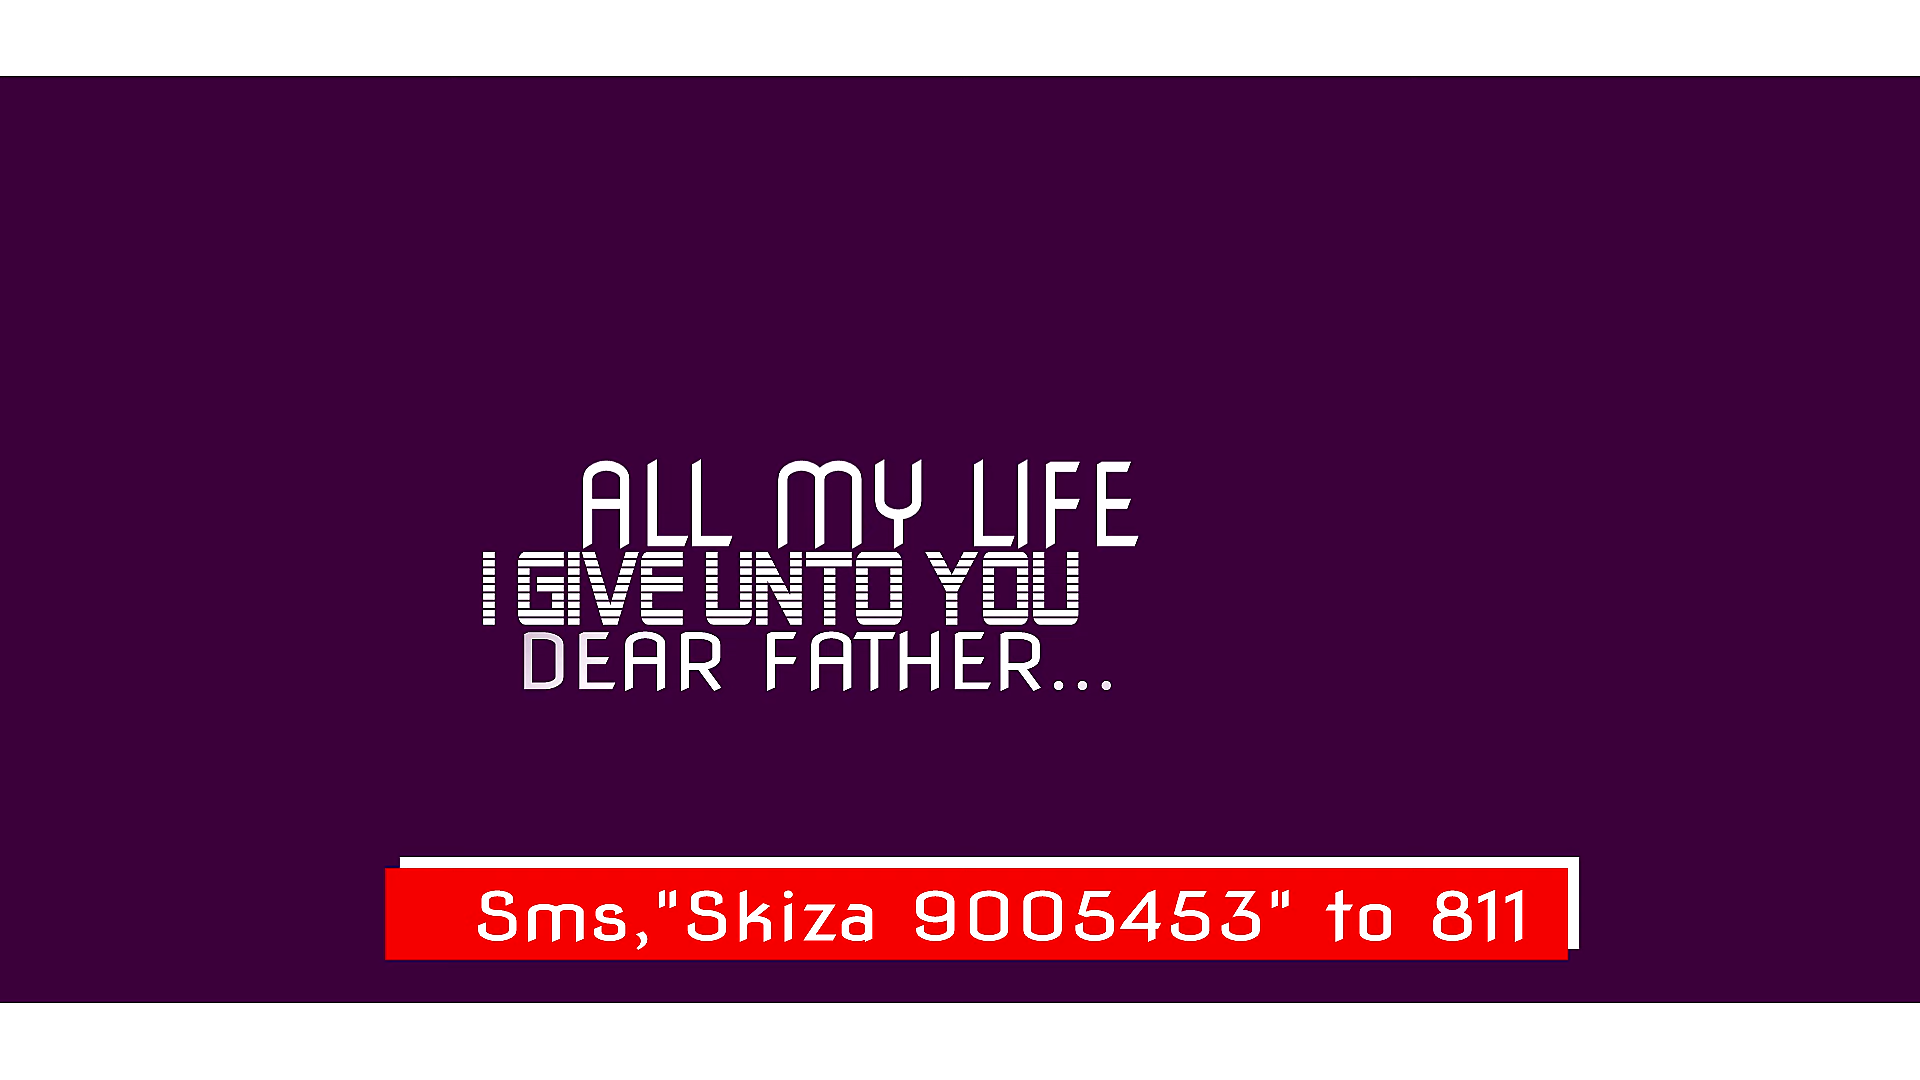 ALL MY LIFE
I GIVE UNTO YOU
DEAR FATHER...
Sms,"Skiza 9005453" to 811